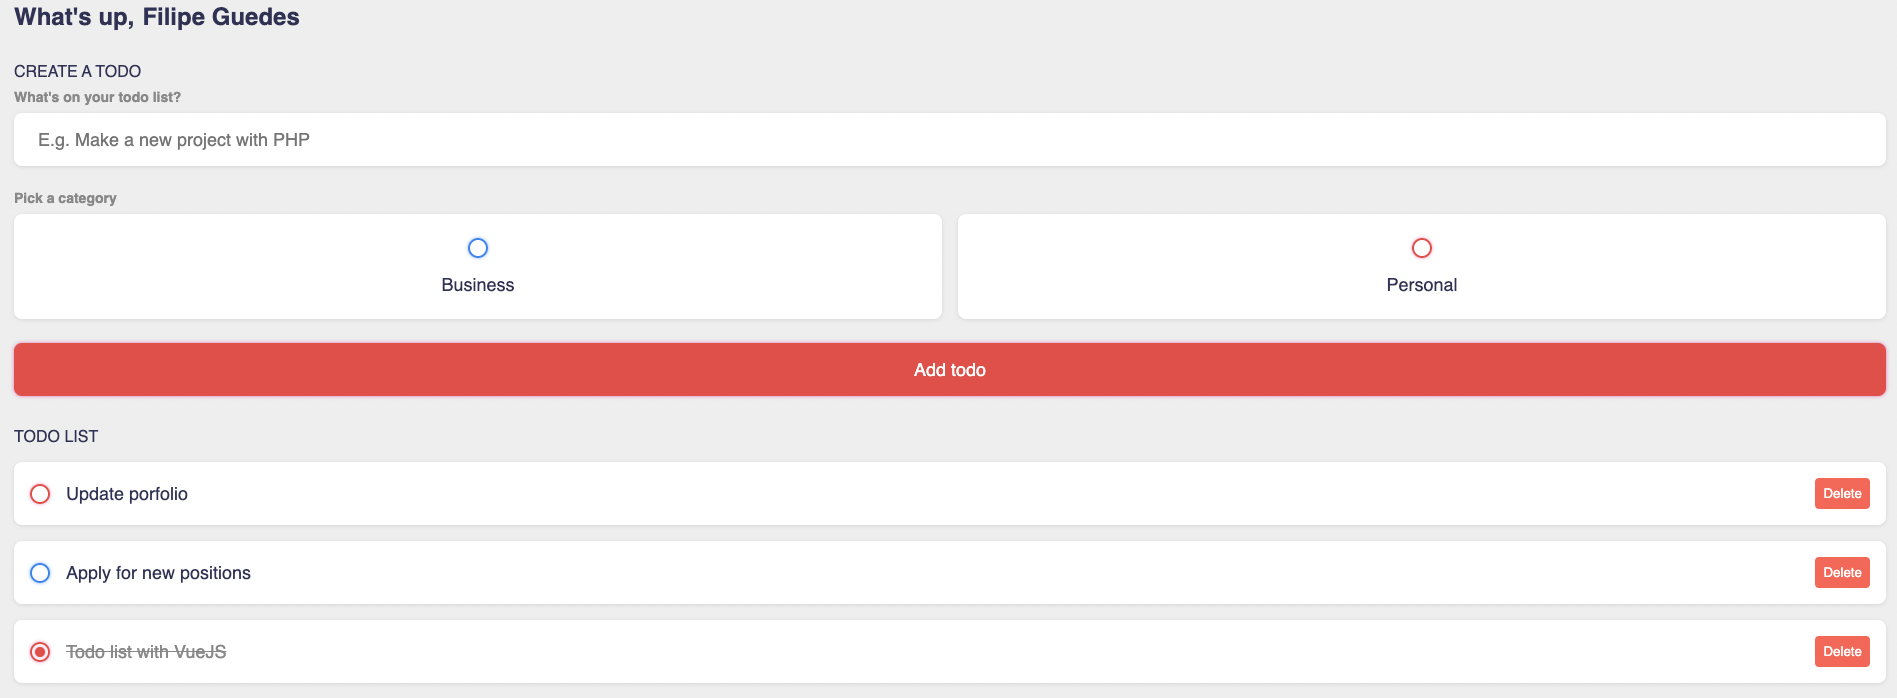 What's up, Filipe Guedes
CREATE A TODO
What's on your todo list?
E.g. Make a new project with PHP
Pick a category
Business
Personal
Add todo
TODO LIST
Update porfolio
Delete
Apply for new positions
Delete
Todo list with VueJS
Delete